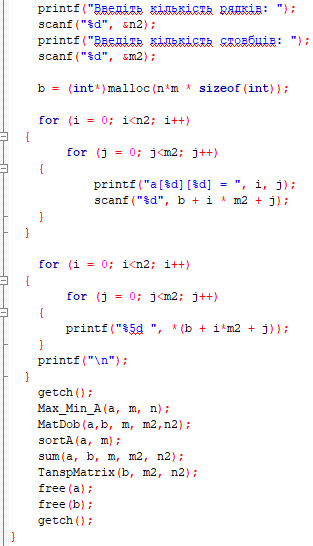 printf("Введіть кількість рядків: ");
scanf("%d", &n2);
printf("Введіть кількість стовбців: ");
scanf("%d", &m2);
b = (int*)malloc(n*m * sizeof(int));
for (i = 0; i<n2; i++)
{
for (j = 0; j<m2; j++)
{
printf("a[%d][%d] = ", i, j);
scanf("%d", b + i * m2 + j);
}
}
for (i = 0; i<n2; i++)
{
for (j = 0; j<m2; j++)
{
printf("%5d ", *(b + i*m2 + j));
}
printf("\n");
}
getch();
Max_Min_A(a, m, n);
MatDob(a,b, m, m2,n2);
sortA(a, m);
sum(a, b, m, m2, n2);
TanspMatrix(b, m2, n2);
free(a);
free(b);
getch();
}